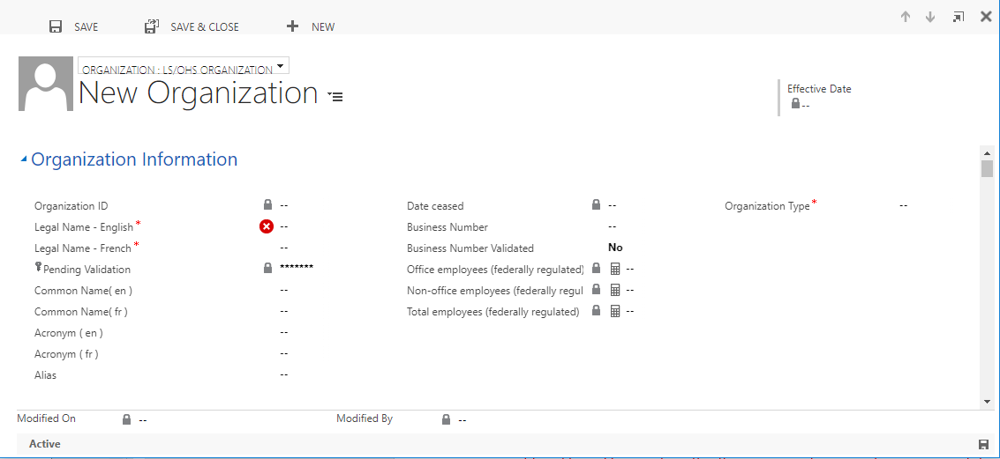 SAVE SAVE & CLOSE NEW
ORGANIZATION : LS/OHS ORGANIZATION
New Organization
Effective Date
--
Organization Information
Organization ID -- Date ceased -- Organization Type * --
Legal Name - English * -- Business Number --
Legal Name - French * -- Business Number Validated No
Pending Validation ******* Office employees (federally regulated) --
Common Name( en ) -- Non-office employees (federally regul --
Common Name( fr ) -- Total employees (federally regulated) --
Acronym ( en ) --
Acronym ( fr ) --
Alias --
Modified On -- Modified By --
Active